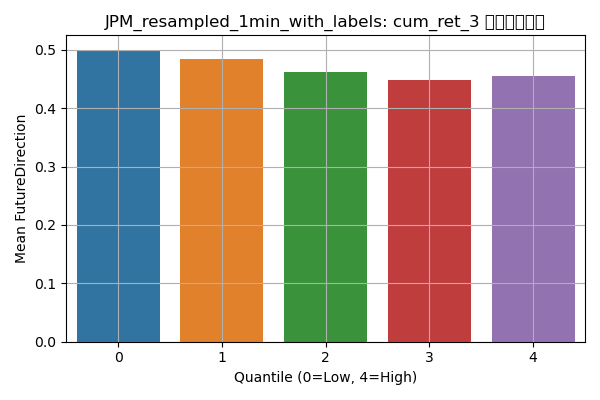 JPM_resampled_1min_with_labels: cum_ret_3
0.5
0.4
0.3
0.2
0.1
0.0
Mean FutureDirection
0 1 2 3 4
Quantile (0=Low, 4=High)